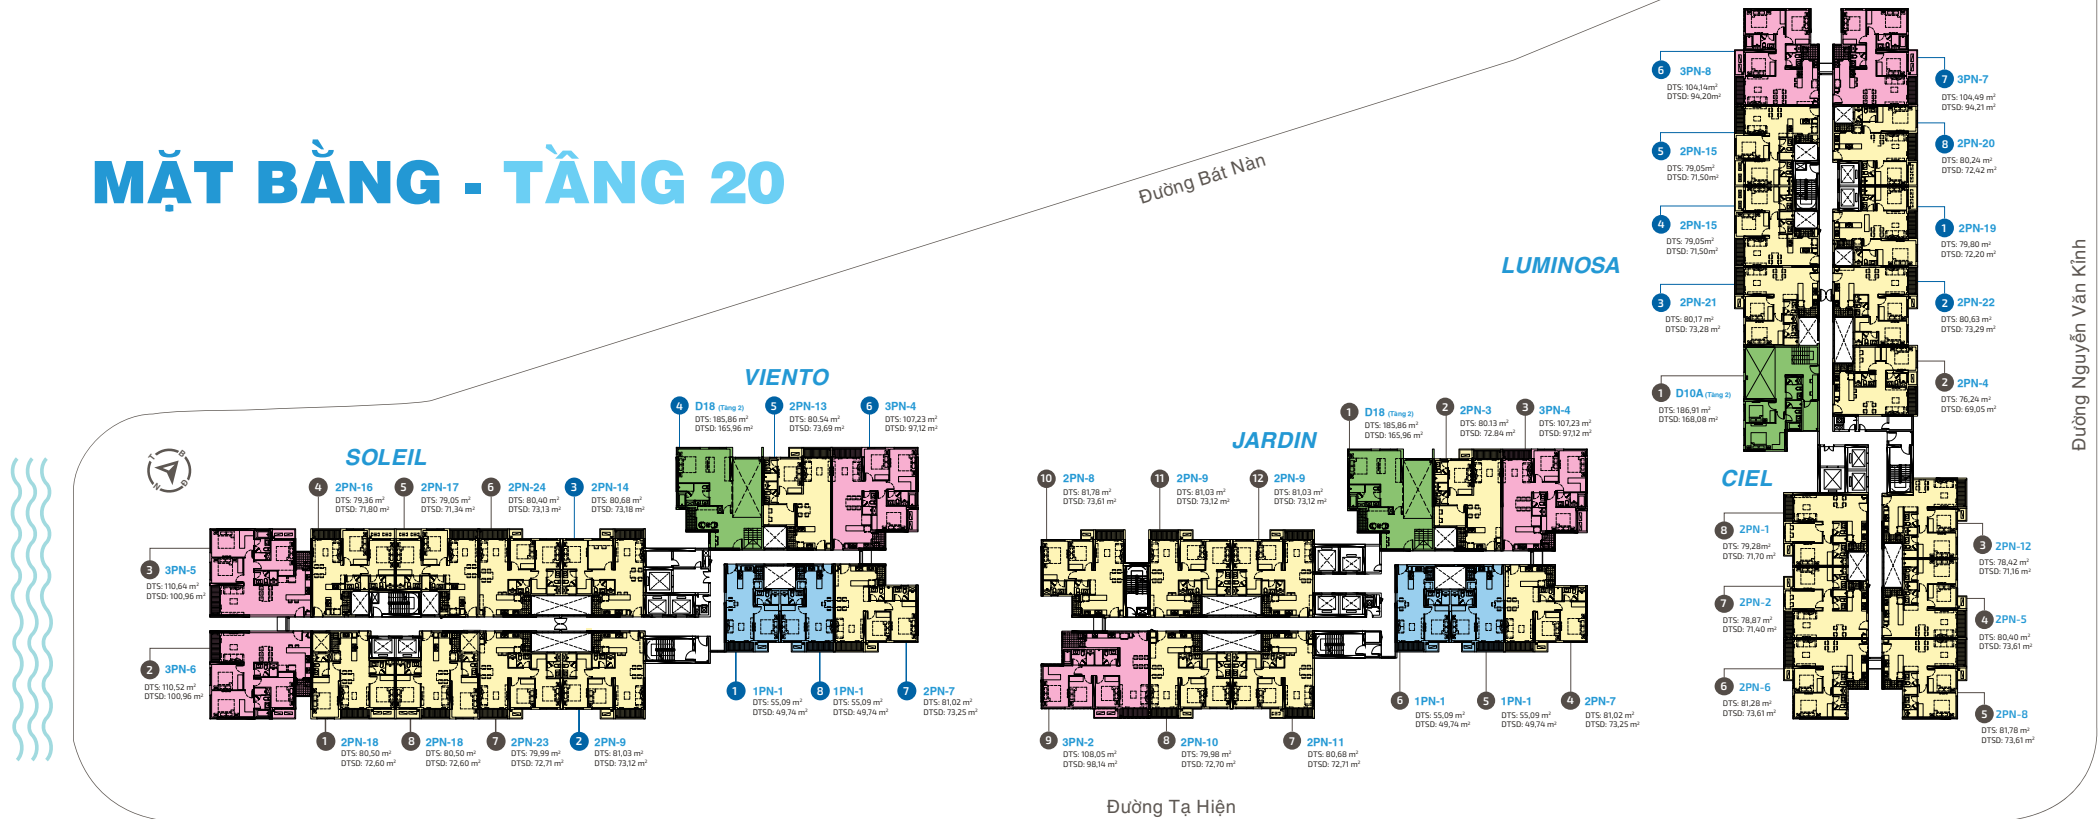 MẶT BẰNG - TẦNG 20
Đường Bát Nàn
Đường Nguyễn Văn Kỉnh
Đường Tạ Hiện
T
B
N
Đ
SOLEIL
4 2PN-16
DTS: 79,36 m²
DTSD: 71,80 m²
5 2PN-17
DTS: 79,05 m²
DTSD: 71,34 m²
6 2PN-24
DTS: 80,40 m²
DTSD: 73,13 m²
3 2PN-14
DTS: 80,68 m²
DTSD: 73,18 m²
3 3PN-5
DTS: 110,64 m²
DTSD: 100,96 m²
2 3PN-6
DTS: 110,52 m²
DTSD: 100,96 m²
1 2PN-18
DTS: 80,50 m²
DTSD: 72,60 m²
8 2PN-18
DTS: 80,50 m²
DTSD: 72,60 m²
7 2PN-23
DTS: 79,99 m²
DTSD: 72,71 m²
2 2PN-9
DTS: 81,03 m²
DTSD: 73,12 m²
VIENTO
4 D18 (Tầng 2)
DTS: 185,86 m²
DTSD: 165,96 m²
5 2PN-13
DTS: 80.54 m²
DTSD: 73,69 m²
6 3PN-4
DTS: 107,23 m²
DTSD: 97,12 m²
1 1PN-1
DTS: 55,09 m²
DTSD: 49,74 m²
8 1PN-1
DTS: 55,09 m²
DTSD: 49,74 m²
7 2PN-7
DTS: 81,02 m²
DTSD: 73,25 m²
JARDIN
10 2PN-8
DTS: 81,78 m²
DTSD: 73,61 m²
11 2PN-9
DTS: 81,03 m²
DTSD: 73,12 m²
12 2PN-9
DTS: 81,03 m²
DTSD: 73,12 m²
1 D18 (Tầng 2)
DTS: 185,86 m²
DTSD: 165,96 m²
2 2PN-3
DTS: 80.13 m²
DTSD: 72.84 m²
3 3PN-4
DTS: 107,23 m²
DTSD: 97,12 m²
9 3PN-2
DTS: 108,05 m²
DTSD: 98,14 m²
8 2PN-10
DTS: 79,98 m²
DTSD: 72,70 m²
7 2PN-11
DTS: 80,68 m²
DTSD: 72,71 m²
6 1PN-1
DTS: 55,09 m²
DTSD: 49,74 m²
5 1PN-1
DTS: 55,09 m²
DTSD: 49,74 m²
4 2PN-7
DTS: 81,02 m²
DTSD: 73,25 m²
LUMINOSA
6 3PN-8
DTS: 104,14m²
DTSD: 94,20m²
7 3PN-7
DTS: 104,49 m²
DTSD: 94,21 m²
5 2PN-15
DTS: 79,05m²
DTSD: 71,50m²
8 2PN-20
DTS: 80,24 m²
DTSD: 72,42 m²
4 2PN-15
DTS: 79,05m²
DTSD: 71,50m²
1 2PN-19
DTS: 79,80 m²
DTSD: 72,20 m²
3 2PN-21
DTS: 80,17 m²
DTSD: 73,28 m²
2 2PN-22
DTS: 80,63 m²
DTSD: 73,29 m²
CIEL
1 D10A (Tầng 2)
DTS: 186,91 m²
DTSD: 168,08 m²
2 2PN-4
DTS: 76,24 m²
DTSD: 69,05 m²
8 2PN-1
DTS: 79,28m²
DTSD: 71,70 m²
3 2PN-12
DTS: 78,42 m²
DTSD: 71,16 m²
7 2PN-2
DTS: 78,87 m²
DTSD: 71,40 m²
4 2PN-5
DTS: 80,40 m²
DTSD: 73,61 m²
6 2PN-6
DTS: 81,28 m²
DTSD: 73,61 m²
5 2PN-8
DTS: 81,78 m²
DTSD: 73,61 m²